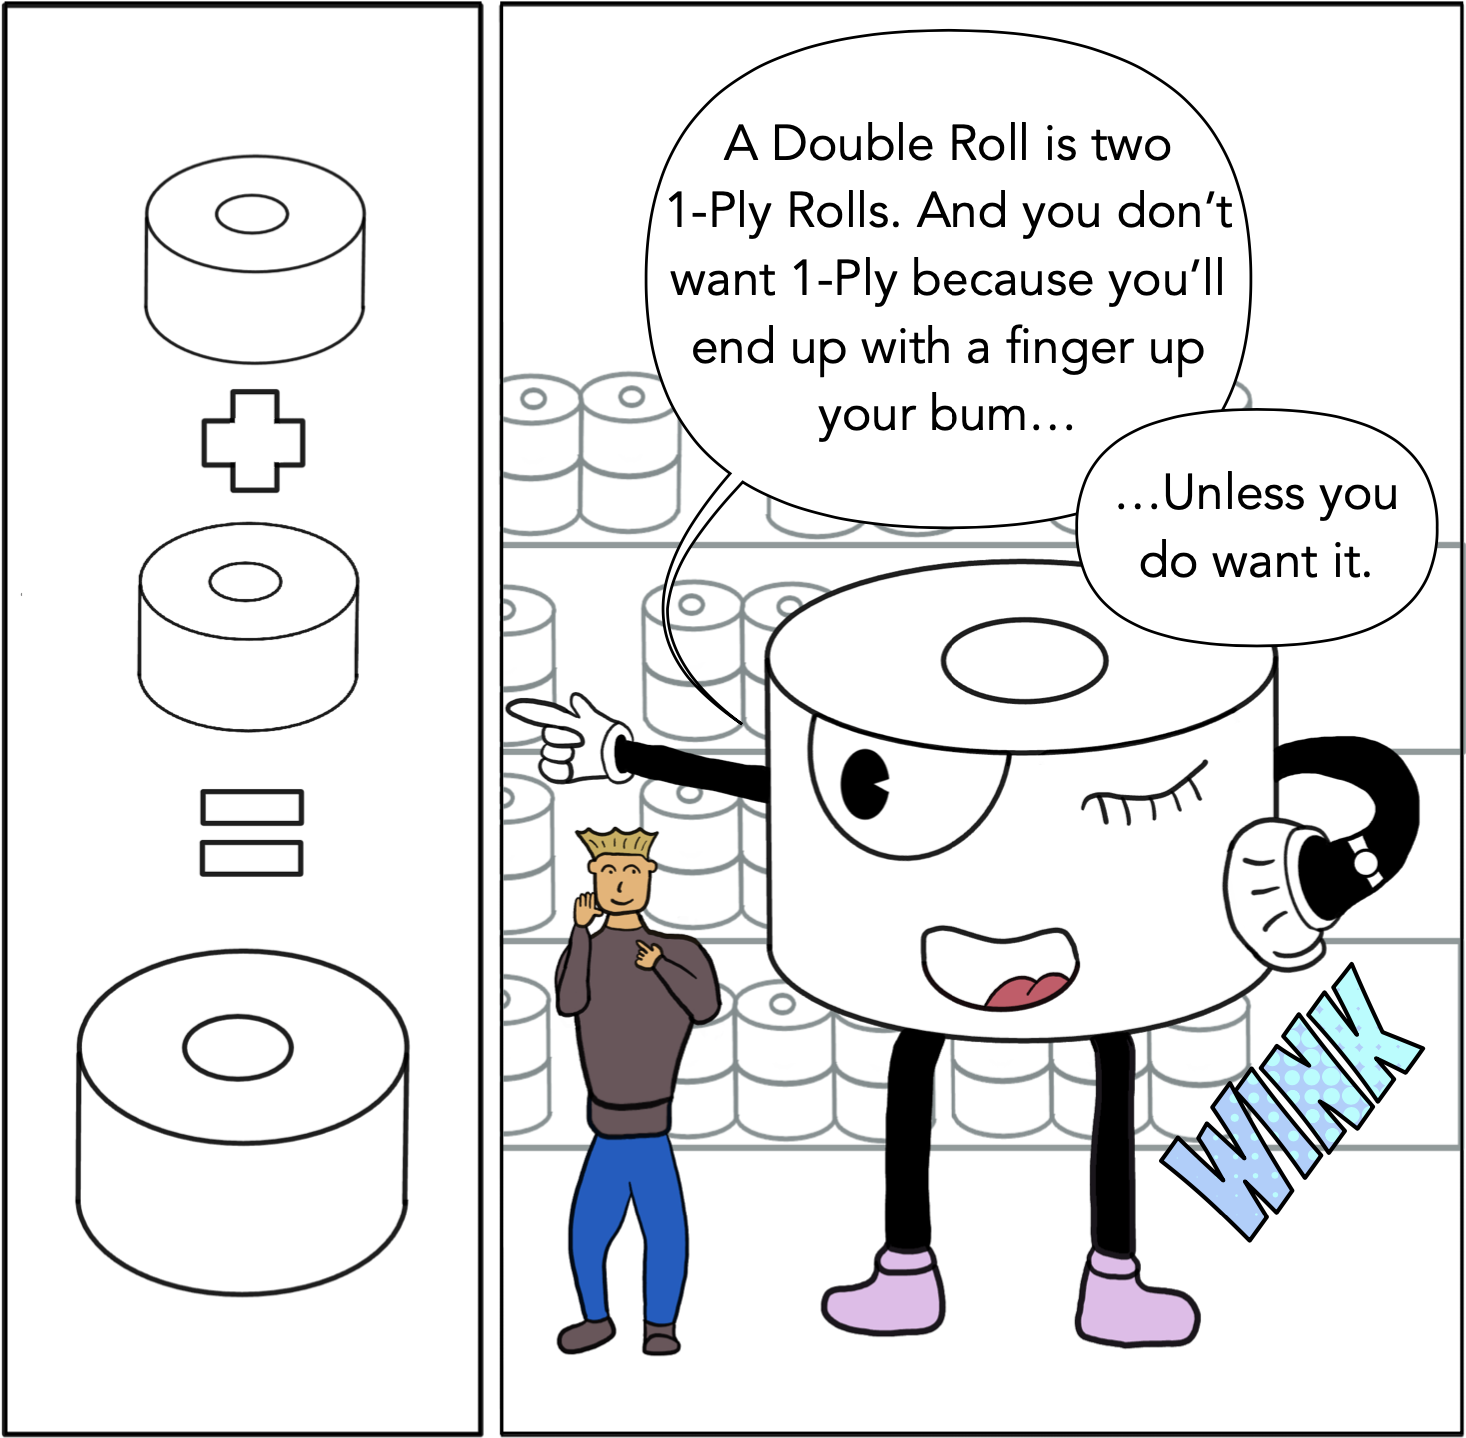 A Double Roll is two
1-Ply Rolls. And you don’t
want 1-Ply because you’ll
end up with a finger up
your bum…
…Unless you
do want it.
WINK